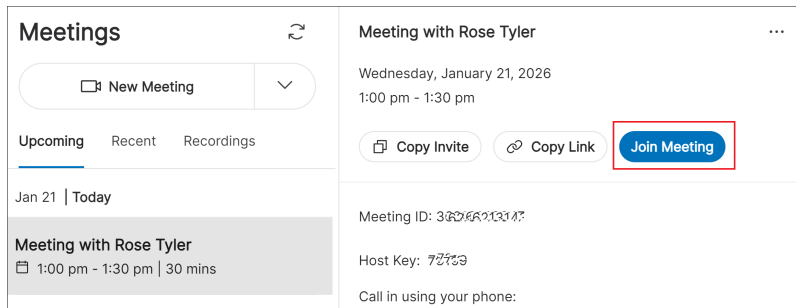 Meetings
New Meeting
Upcoming Recent Recordings
Jan 21 | Today
Meeting with Rose Tyler
1:00 pm - 1:30 pm | 30 mins
Meeting with Rose Tyler
Wednesday, January 21, 2026
1:00 pm - 1:30 pm
Copy Invite Copy Link Join Meeting
Meeting ID:
Host Key:
Call in using your phone: